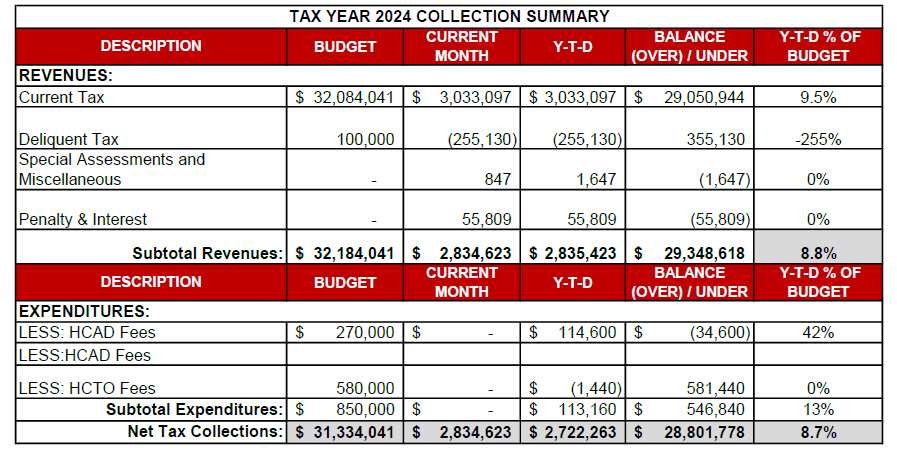 TAX YEAR 2024 COLLECTION SUMMARY
DESCRIPTION BUDGET CURRENT MONTH Y-T-D BALANCE (OVER) / UNDER Y-T-D % OF BUDGET
REVENUES:
Current Tax $ 32,084,041 $ 3,033,097 $ 3,033,097 $ 29,050,944 9.5%
Deliquent Tax 100,000 (255,130) (255,130) 355,130 -255%
Special Assessments and
Miscellaneous - 847 1,647 (1,647) 0%
Penalty & Interest - 55,809 55,809 (55,809) 0%
Subtotal Revenues: $ 32,184,041 $ 2,834,623 $ 2,835,423 $ 29,348,618 8.8%
DESCRIPTION BUDGET CURRENT MONTH Y-T-D BALANCE (OVER) / UNDER Y-T-D % OF BUDGET
EXPENDITURES:
LESS: HCAD Fees $ 270,000 $ - $ 114,600 $ (34,600) 42%
LESS:HCAD Fees
LESS: HCTO Fees 580,000 - $ (1,440) 581,440 0%
Subtotal Expenditures: $ 850,000 $ - $ 113,160 $ 546,840 13%
Net Tax Collections: $ 31,334,041 $ 2,834,623 $ 2,722,263 $ 28,801,778 8.7%